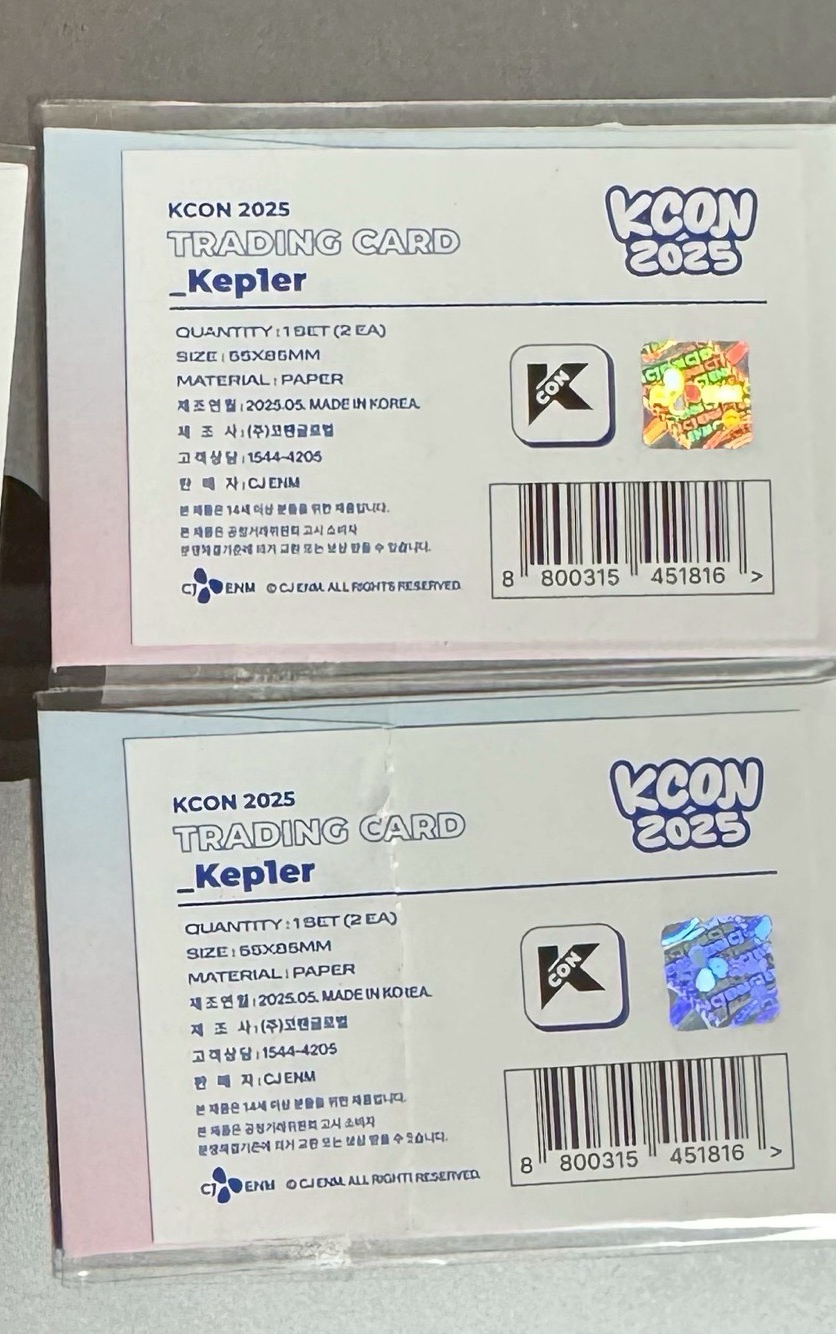 KCON 2025
TRADING CARD
_Kep1er
KCON
2025
QUANTITY : 1 SET (2 EA)
SIZE : 55X85MM
MATERIAL : PAPER
제조연월 : 2025.05. MADE IN KOREA
제 조 사 : (주)코팬글로벌
고객상담 : 1544-4205
판 매 자 : CJ ENM
본 제품은 14세 이상 분들을 위한 제품입니다.
본 제품은 공정거래위원회 고시 소비자
분쟁해결기준에 의거 교환 또는 보상 받을 수 있습니다.
CJ ENM © CJ ENM. ALL RIGHTS RESERVED.
K CON
8 800315 451816 >
KCON 2025
TRADING CARD
_Kep1er
KCON
2025
QUANTITY : 1 SET (2 EA)
SIZE : 55X85MM
MATERIAL : PAPER
제조연월 : 2025.05. MADE IN KOREA
제 조 사 : (주)코팬글로벌
고객상담 : 1544-4205
판 매 자 : CJ ENM
본 제품은 14세 이상 분들을 위한 제품입니다.
본 제품은 공정거래위원회 고시 소비자
분쟁해결기준에 의거 교환 또는 보상 받을 수 있습니다.
CJ ENM © CJ ENM. ALL RIGHTS RESERVED.
K CON
8 800315 451816 >